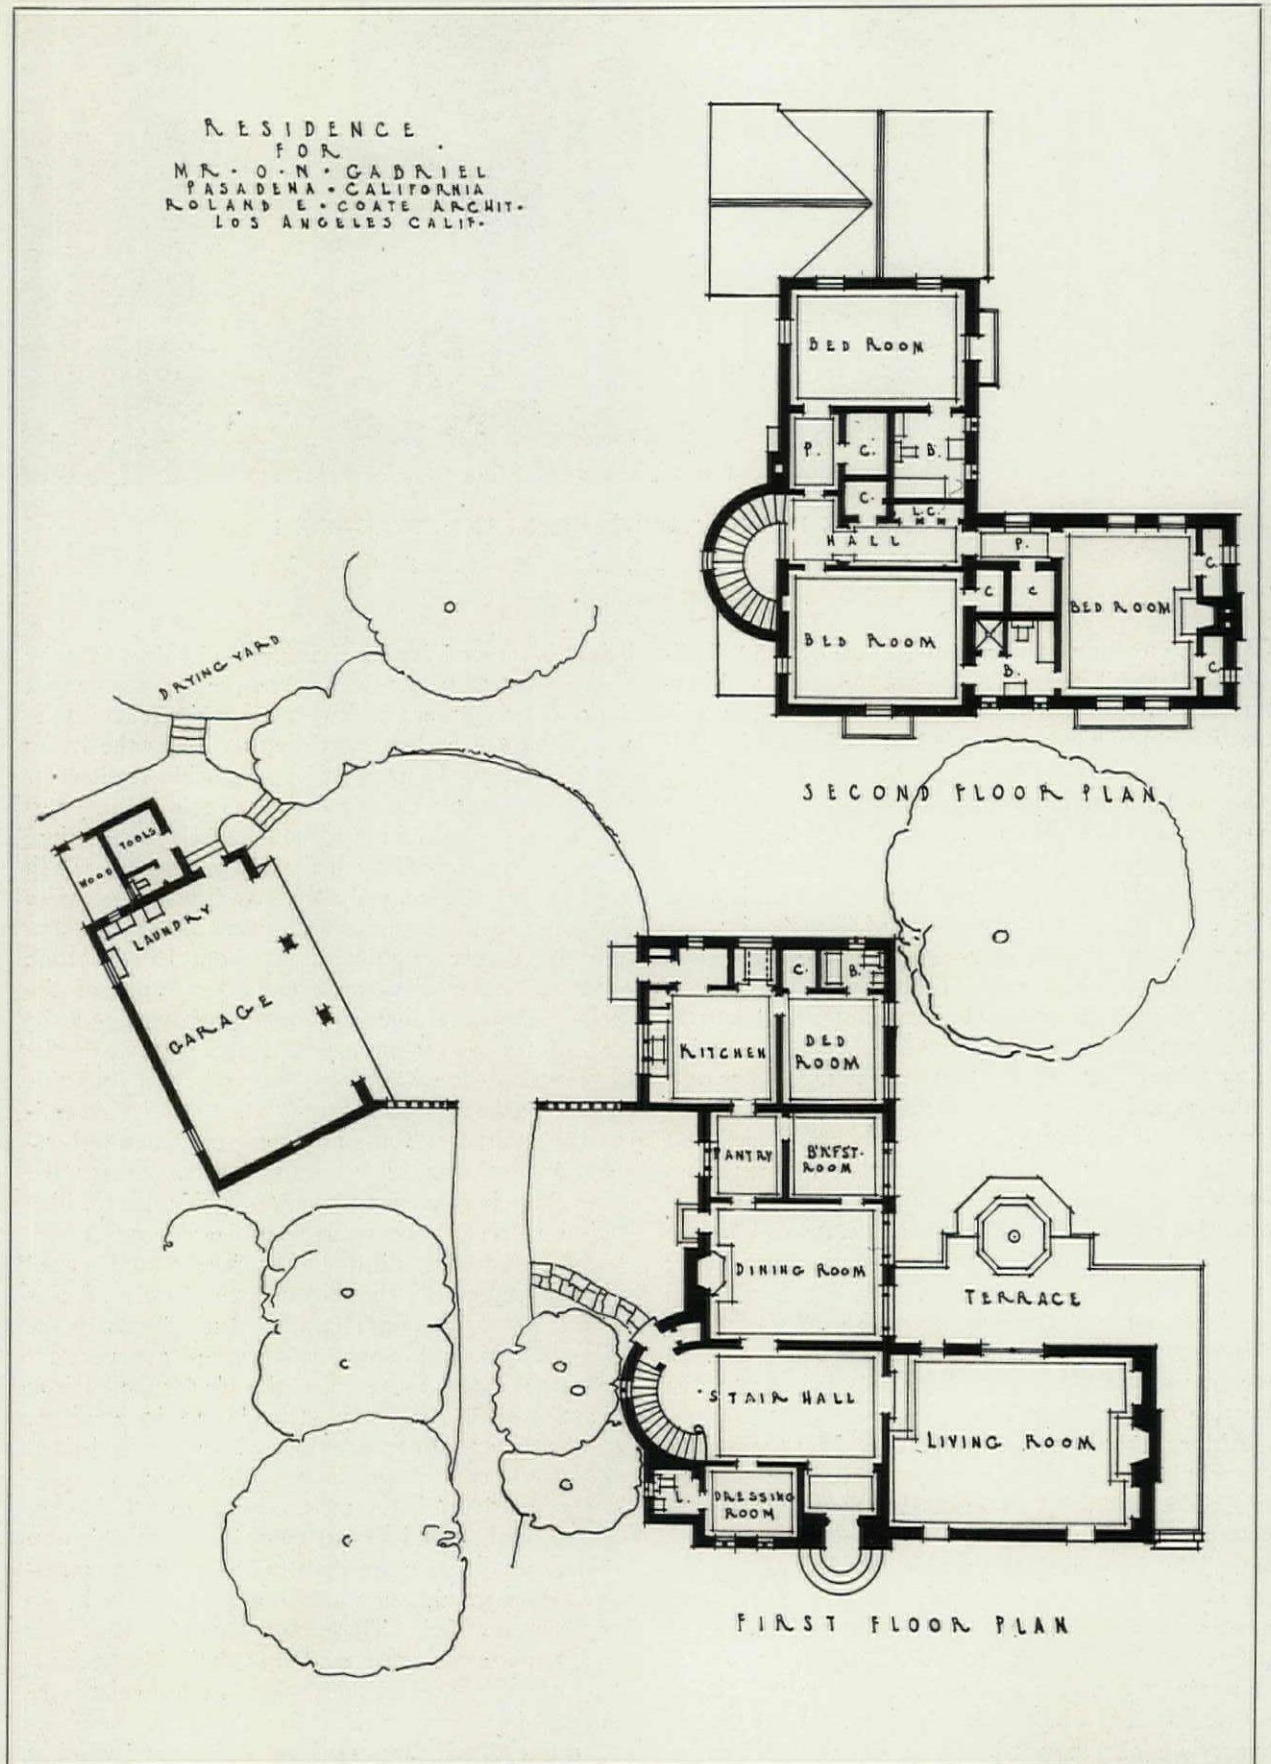 RESIDENCE
FOR
MR · O · N · GABRIEL
PASADENA · CALIFORNIA
ROLAND E · COATE ARCHIT ·
LOS ANGELES CALIF ·
BED ROOM
P.
C.
B.
C.
L.C.
HALL
P.
C.
C
C
BED ROOM
BED ROOM
B.
C.
SECOND FLOOR PLAN
DRYING YARD
TOOLS
WOOD
LAUNDRY
GARAGE
C.
B.
KITCHEN
BED
ROOM
PANTRY
B'KFST-
ROOM
DINING ROOM
TERRACE
STAIR HALL
LIVING ROOM
L.
DRESSING
ROOM
FIRST FLOOR PLAN